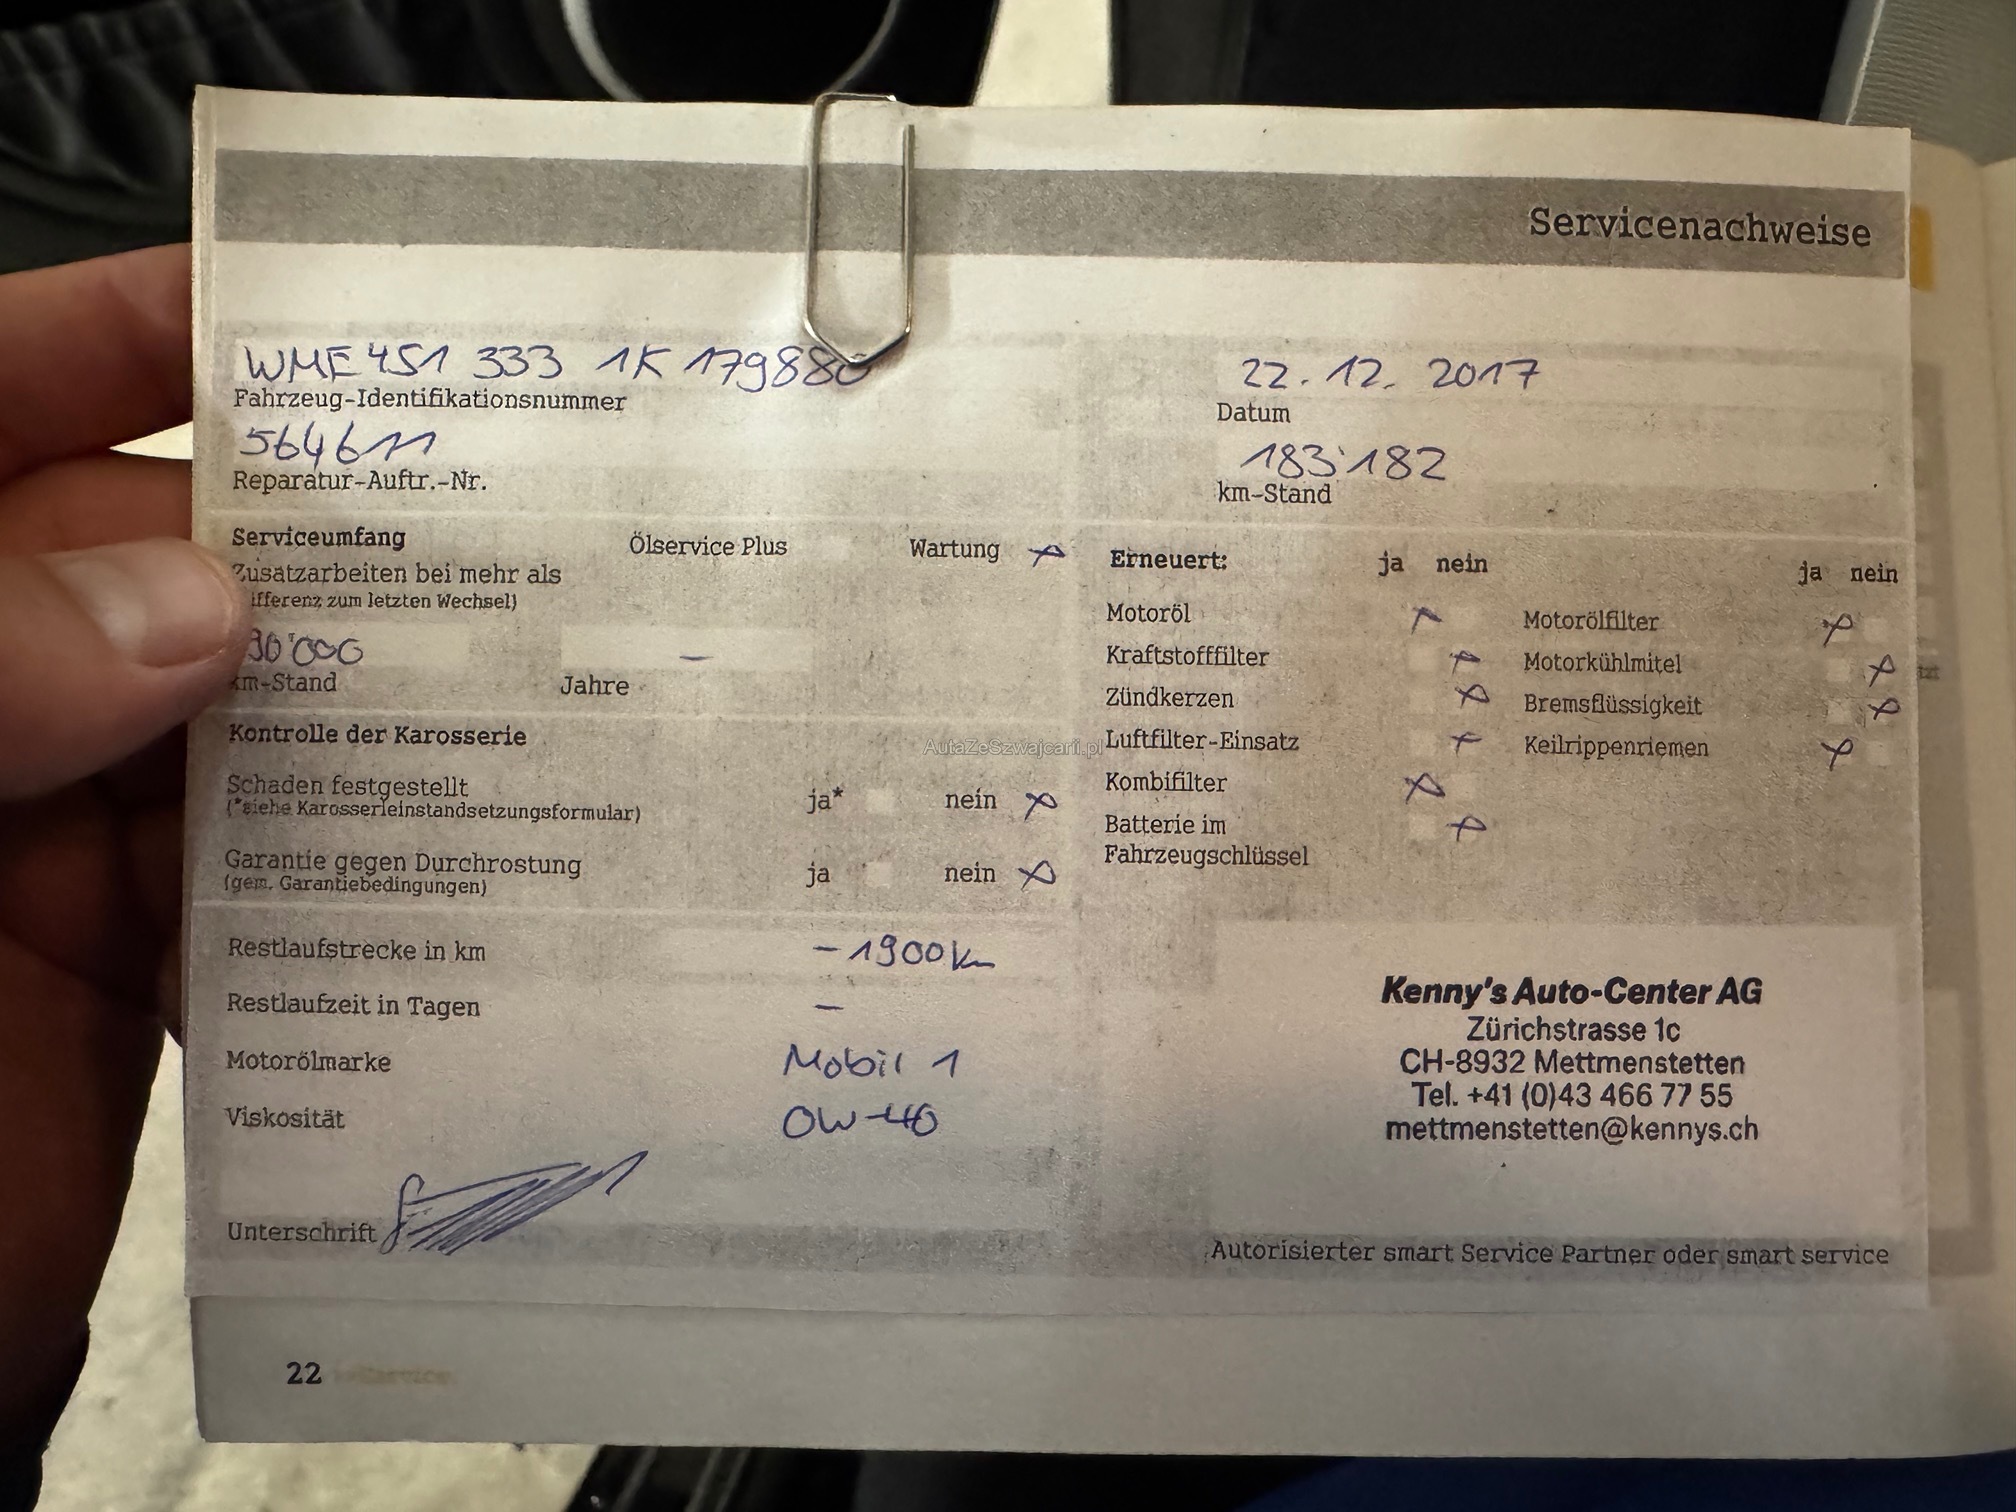 Servicenachweise
WME 451 333 1K 179880
Fahrzeug-Identifikationsnummer
22.12.2017
Datum
564611
Reparatur-Auftr.-Nr.
183'182
km-Stand
Serviceumfang Ölservice Plus Wartung x
Zusatzarbeiten bei mehr als
ifferenz zum letzten Wechsel)
30'000 –
km-Stand Jahre
Kontrolle der Karosserie
Schaden festgestellt ja* nein x
(*siehe Karosserieinstandsetzungsformular)
Garantie gegen Durchrostung ja nein x
(gem. Garantiebedingungen)
Restlaufstrecke in km -1900km
Restlaufzeit in Tagen –
Motorölmarke Mobil 1
Viskosität 0W-40
Unterschrift
Erneuert: ja nein ja nein
Motoröl x Motorölfilter x
Kraftstofffilter x Motorkühlmitel x
Zündkerzen x Bremsflüssigkeit x
Luftfilter-Einsatz x Keilrippenriemen x
Kombifilter x
Batterie im x
Fahrzeugschlüssel
Kenny's Auto-Center AG
Zürichstrasse 1c
CH-8932 Mettmenstetten
Tel. +41 (0)43 466 77 55
mettmenstetten@kennys.ch
Autorisierter smart Service Partner oder smart service
22
AutaZeSzwajcarii.pl